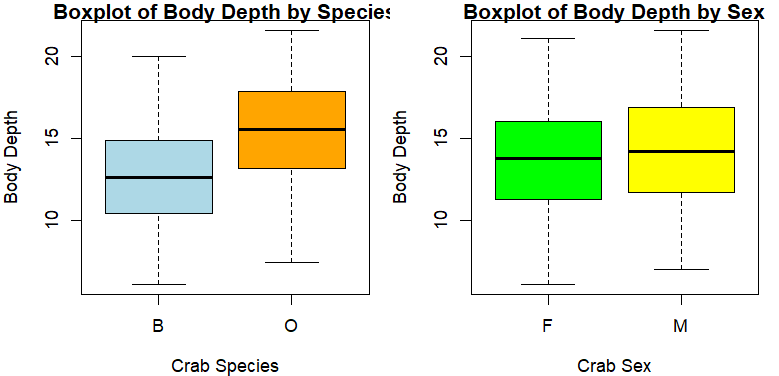 Boxplot of Body Depth by Species
Body Depth
20
15
10
B
O
Crab Species
Boxplot of Body Depth by Sex
Body Depth
20
15
10
F
M
Crab Sex